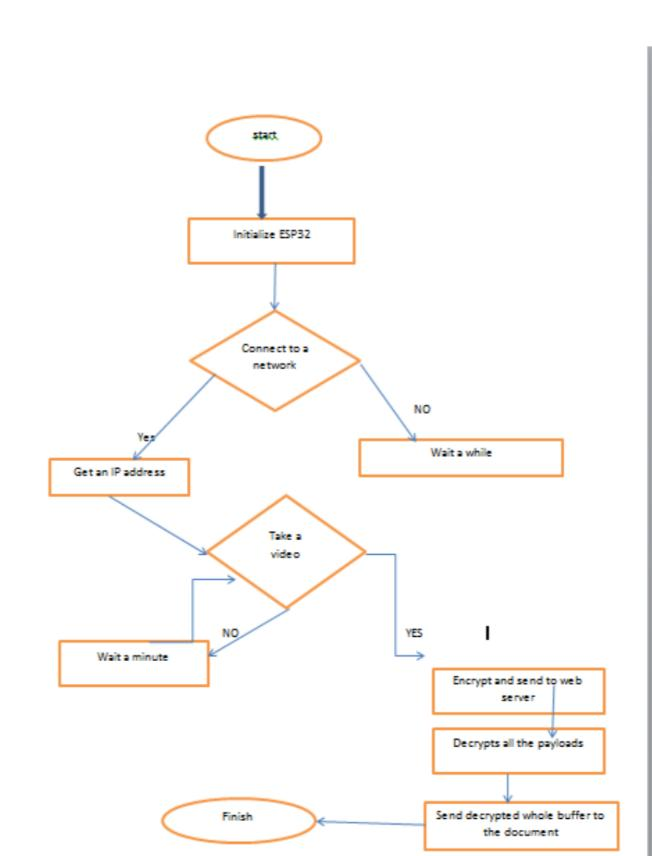 start
Initialize ESP32
Connect to a
network
NO
Yes
Wait a while
Get an IP address
Take a
video
NO
YES
Wait a minute
Encrypt and send to web
server
Decrypts all the payloads
Send decrypted whole buffer to
the document
Finish